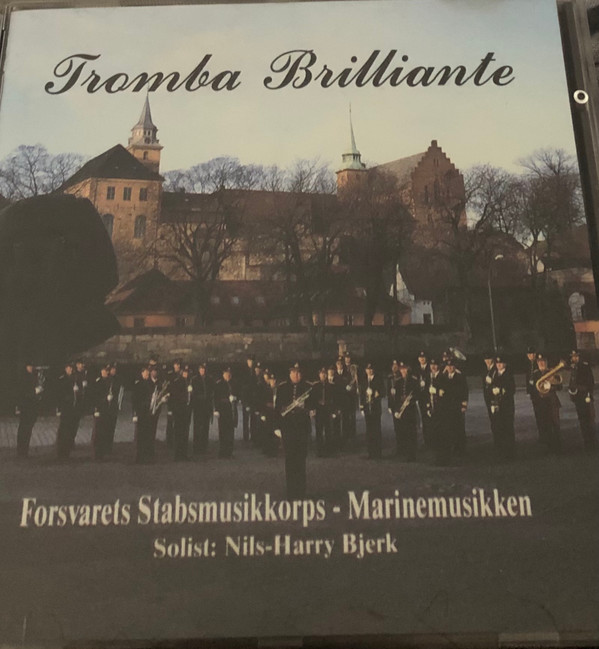 Tromba Brilliante
Forsvarets Stabsmusikkorps - Marinemusikken
Solist: Nils-Harry Bjerk